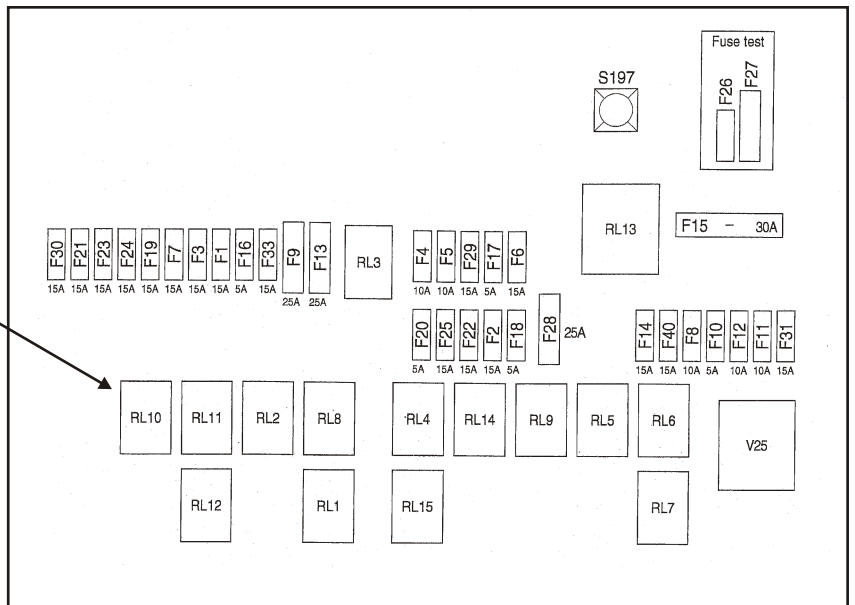 Fuse test
S197
F26
F27
RL13
F15 - 30A
F30 F21 F23 F24 F19 F7 F3 F1 F16 F33 F9 F13
15A 15A 15A 15A 15A 15A 15A 15A 5A 15A 25A 25A
RL3
F4 F5 F29 F17 F6
10A 10A 15A 5A 15A
F20 F25 F22 F2 F18
5A 15A 15A 15A 5A
F28 25A
F14 F40 F8 F10 F12 F11 F31
15A 15A 10A 5A 10A 10A 15A
RL10 RL11 RL2 RL8 RL4 RL14 RL9 RL5 RL6
V25
RL12 RL1 RL15 RL7